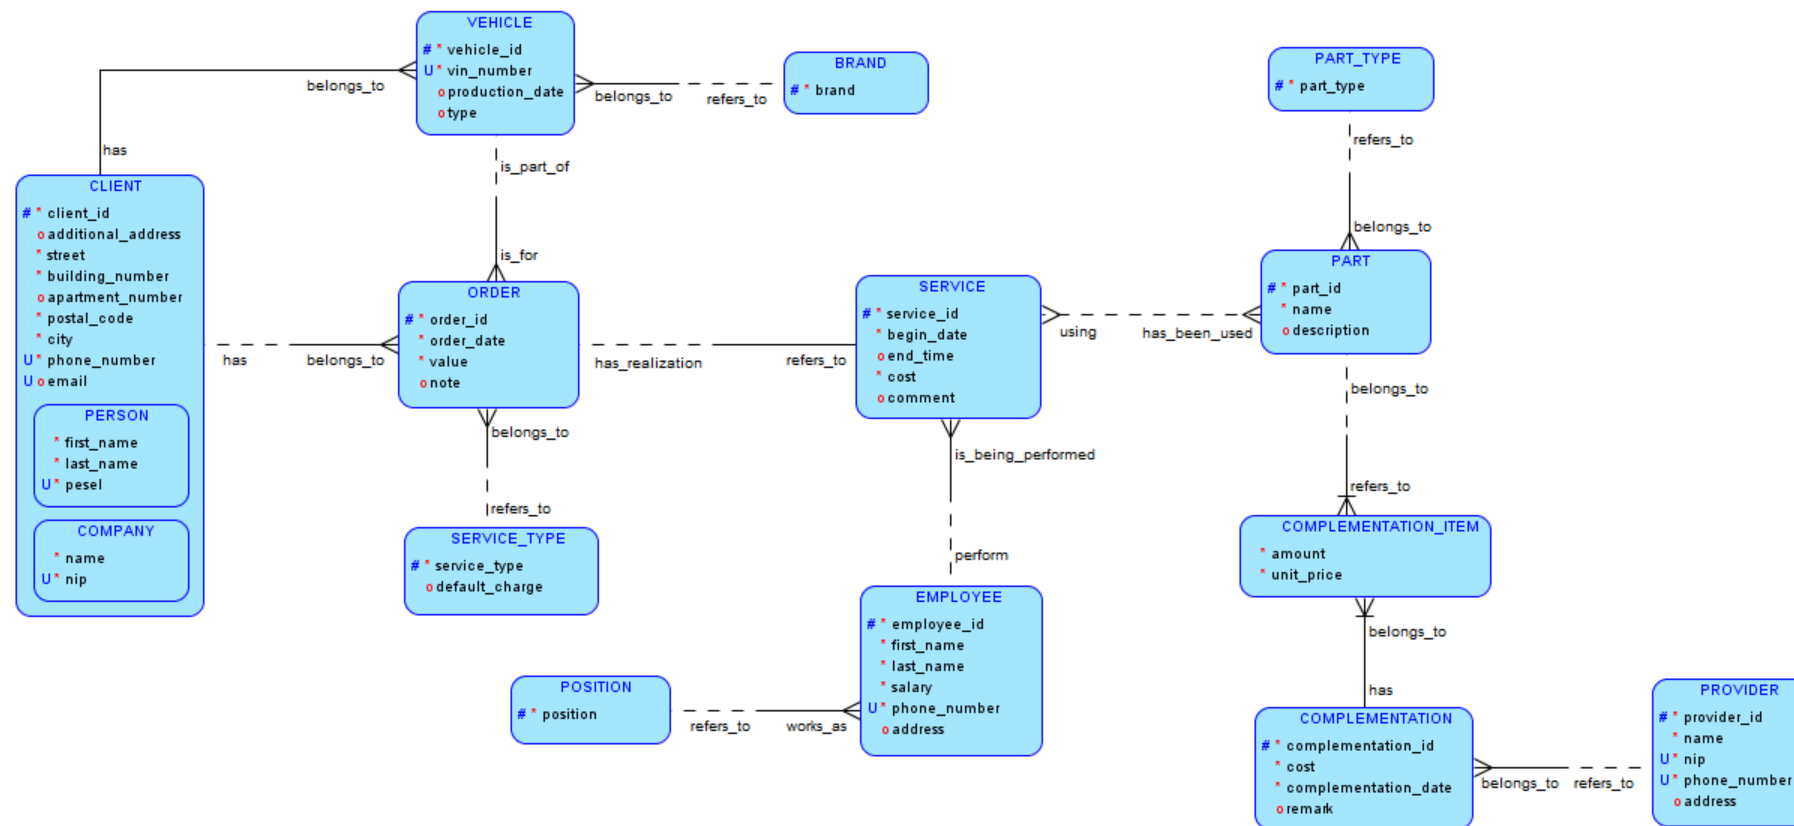 VEHICLE
# * vehicle_id
U * vin_number
o production_date
o type
belongs_to
has
belongs_to
refers_to
BRAND
# * brand
is_part_of
is_for
CLIENT
# * client_id
o additional_address
* street
* building_number
o apartment_number
* postal_code
* city
U * phone_number
U o email
PERSON
* first_name
* last_name
U * pesel
COMPANY
* name
U * nip
has
belongs_to
ORDER
# * order_id
* order_date
* value
o note
has_realization
refers_to
belongs_to
refers_to
SERVICE_TYPE
# * service_type
o default_charge
SERVICE
# * service_id
* begin_date
o end_time
* cost
o comment
using
has_been_used
is_being_performed
perform
EMPLOYEE
# * employee_id
* first_name
* last_name
* salary
U * phone_number
o address
POSITION
# * position
refers_to
works_as
PART_TYPE
# * part_type
refers_to
belongs_to
PART
# * part_id
* name
o description
belongs_to
refers_to
COMPLEMENTATION_ITEM
* amount
* unit_price
belongs_to
has
COMPLEMENTATION
# * complementation_id
* cost
* complementation_date
o remark
belongs_to
refers_to
PROVIDER
# * provider_id
* name
U * nip
U * phone_number
o address